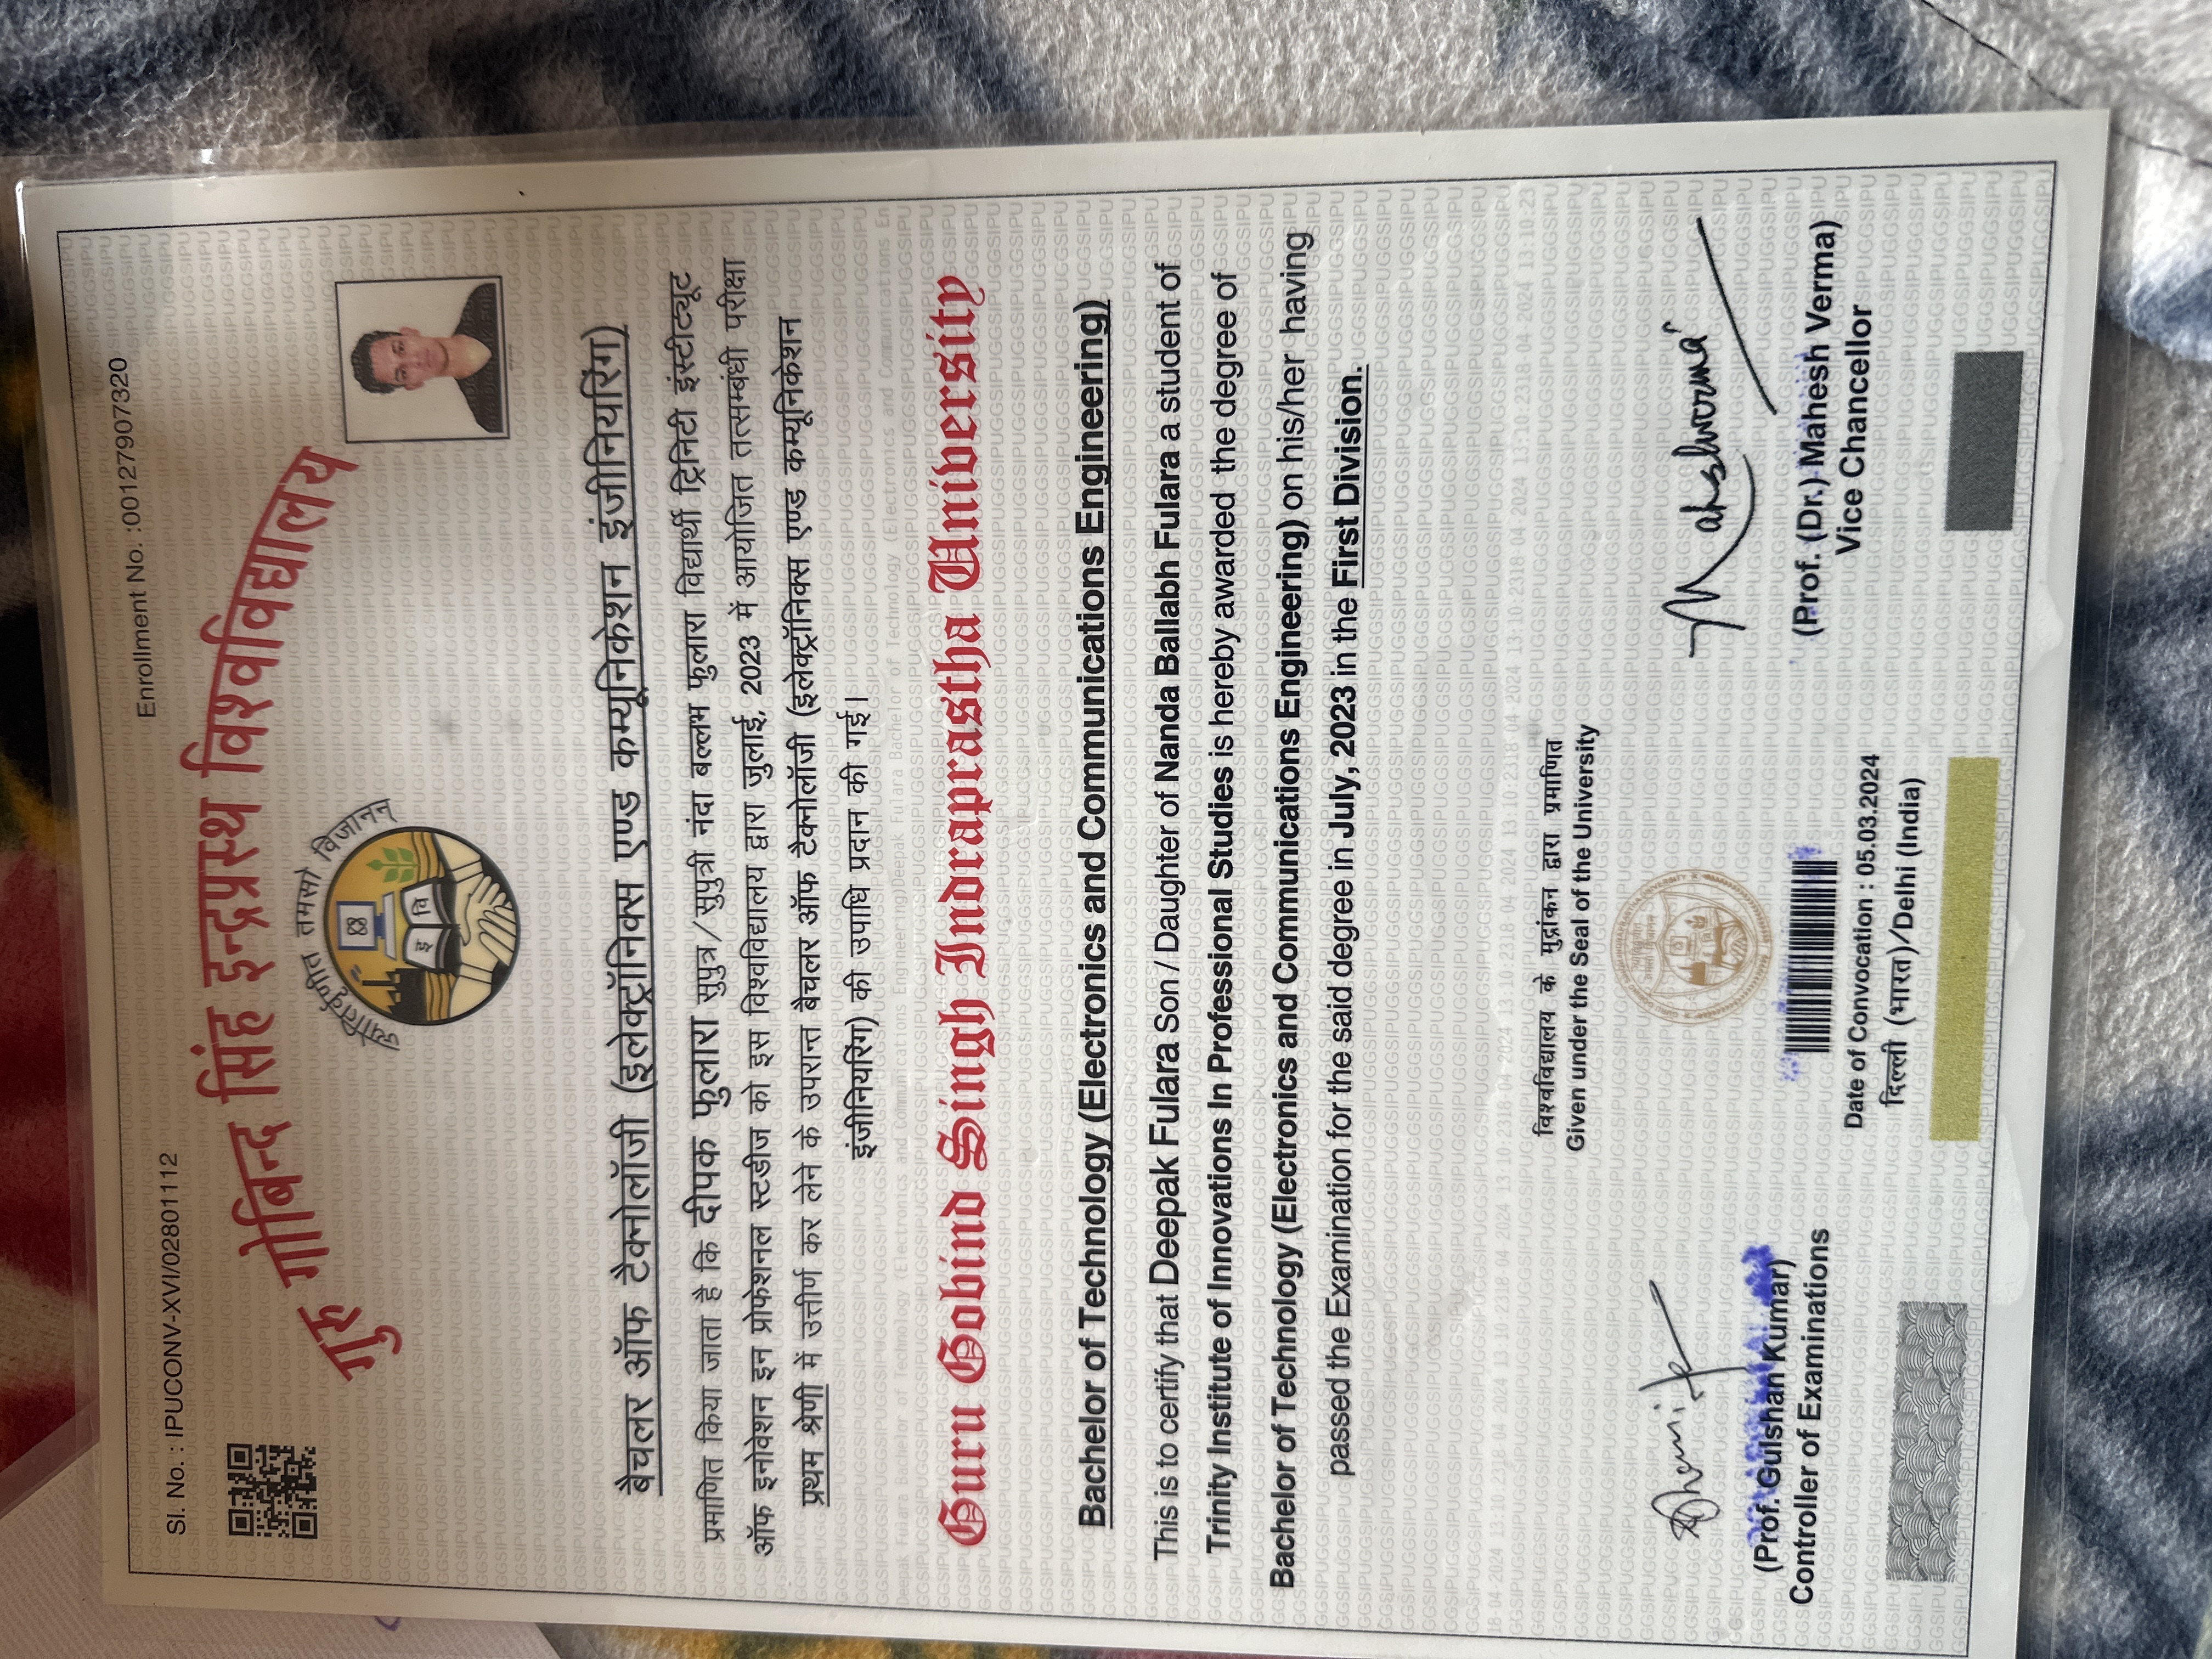 Sl. No. : IPUCONV-XVI/02801112
Enrollment No. :00127907320
गुरु गोबिन्द सिंह इन्द्रप्रस्थ विश्वविद्यालय
ज्योतिर्वृणीत तमसो विजानन्
इ वि
बैचलर ऑफ टैक्नोलॉजी (इलेक्ट्रॉनिक्स एण्ड कम्यूनिकेशन इंजीनियरिंग)
प्रमाणित किया जाता है कि दीपक फुलारा सुपुत्र/सुपुत्री नंदा बल्लभ फुलारा विद्यार्थी ट्रिनिटी इंस्टीट्यूट
ऑफ इनोवेशन इन प्रोफेशनल स्टडीज को इस विश्वविद्यालय द्वारा जुलाई, 2023 में आयोजित तत्सम्बंधी परीक्षा
प्रथम श्रेणी में उत्तीर्ण कर लेने के उपरान्त बैचलर ऑफ टैक्नोलॉजी (इलेक्ट्रॉनिक्स एण्ड कम्यूनिकेशन
इंजीनियरिंग) की उपाधि प्रदान की गई।
Guru Gobind Singh Indraprastha University
Bachelor of Technology (Electronics and Communications Engineering)
This is to certify that Deepak Fulara Son / Daughter of Nanda Ballabh Fulara a student of
Trinity Institute of Innovations In Professional Studies is hereby awarded the degree of
Bachelor of Technology (Electronics and Communications Engineering) on his/her having
passed the Examination for the said degree in July, 2023 in the First Division.
विश्वविद्यालय के मुद्रांकन द्वारा प्रमाणित
Given under the Seal of the University
(Prof. Gulshan Kumar)
Controller of Examinations
Date of Convocation : 05.03.2024
दिल्ली (भारत)/Delhi (India)
(Prof. (Dr.) Mahesh Verma)
Vice Chancellor